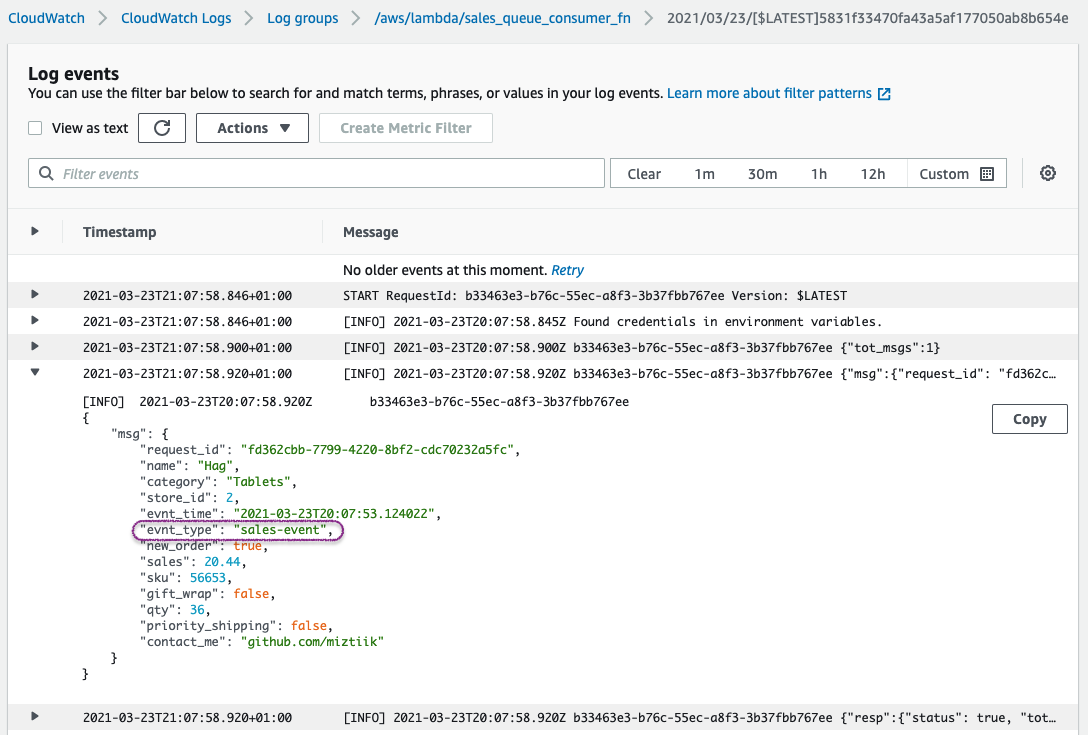 CloudWatch > CloudWatch Logs > Log groups > /aws/lambda/sales_queue_consumer_fn > 2021/03/23/[$LATEST]5831f33470fa43a5af177050ab8b654e
Log events
You can use the filter bar below to search for and match terms, phrases, or values in your log events. Learn more about filter patterns
View as text Actions Create Metric Filter
Filter events Clear 1m 30m 1h 12h Custom
Timestamp Message
No older events at this moment. Retry
2021-03-23T21:07:58.846+01:00 START RequestId: b33463e3-b76c-55ec-a8f3-3b37fbb767ee Version: $LATEST
2021-03-23T21:07:58.846+01:00 [INFO] 2021-03-23T20:07:58.845Z Found credentials in environment variables.
2021-03-23T21:07:58.900+01:00 [INFO] 2021-03-23T20:07:58.900Z b33463e3-b76c-55ec-a8f3-3b37fbb767ee {"tot_msgs":1}
2021-03-23T21:07:58.920+01:00 [INFO] 2021-03-23T20:07:58.920Z b33463e3-b76c-55ec-a8f3-3b37fbb767ee {"msg":{"request_id": "fd362c…
[INFO] 2021-03-23T20:07:58.920Z b33463e3-b76c-55ec-a8f3-3b37fbb767ee
Copy
{
"msg": {
"request_id": "fd362cbb-7799-4220-8bf2-cdc70232a5fc",
"name": "Hag",
"category": "Tablets",
"store_id": 2,
"evnt_time": "2021-03-23T20:07:53.124022",
"evnt_type": "sales-event",
"new_order": true,
"sales": 20.44,
"sku": 56653,
"gift_wrap": false,
"qty": 36,
"priority_shipping": false,
"contact_me": "github.com/miztiik"
}
}
2021-03-23T21:07:58.920+01:00 [INFO] 2021-03-23T20:07:58.920Z b33463e3-b76c-55ec-a8f3-3b37fbb767ee {"resp":{"status": true, "tot…